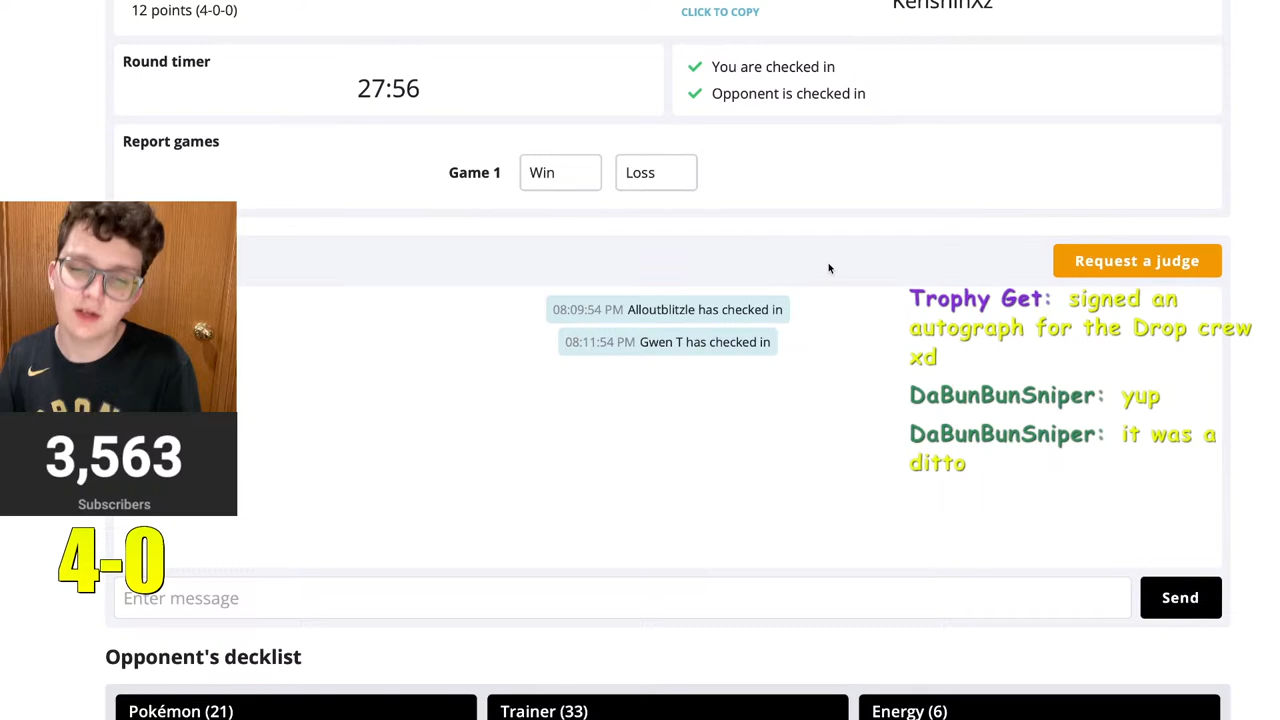 12 points (4-0-0)
CLICK TO COPY
KenshinXz
Round timer
27:56
You are checked in
Opponent is checked in
Report games
Game 1
Win
Loss
Request a judge
08:09:54 PM Alloutblitzle has checked in
08:11:54 PM Gwen T has checked in
Trophy Get: signed an
autograph for the Drop crew
xd
DaBunBunSniper: yup
DaBunBunSniper: it was a
ditto
3,563
Subscribers
4-0
Enter message
Send
Opponent's decklist
Pokémon (21)
Trainer (33)
Energy (6)